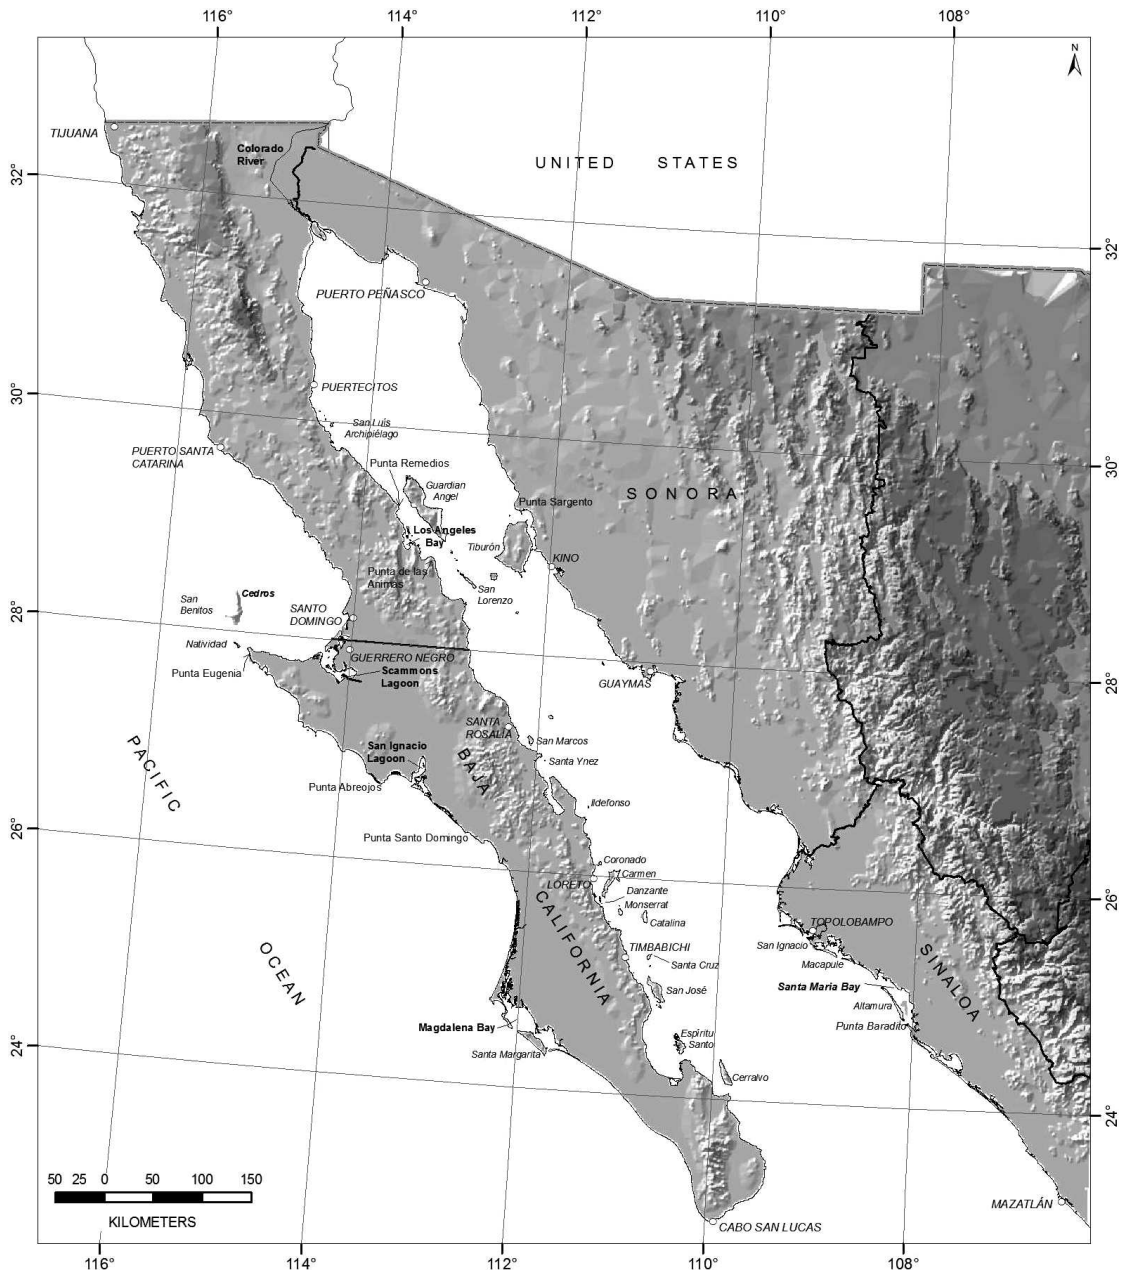 116°
114°
112°
110°
108°
N
TIJUANA
Colorado
River
UNITED STATES
32°
32°
PUERTO PEÑASCO
30°
PUERTECITOS
San Luis
Archipiélago
PUERTO SANTA
CATARINA
Punta Remedios
30°
Guardian
Angel
SONORA
Punta Sargento
Los Angeles
Bay
Tiburón
KINO
Punta de las
Animas
San
Lorenzo
28°
San
Benitos
Cedros
SANTO
DOMINGO
Natividad
GUERRERO NEGRO
Punta Eugenia
Scammons
Lagoon
GUAYMAS
28°
SANTA
ROSALIA
San Marcos
PACIFIC
San Ignacio
Lagoon
BAJA
Santa Ynez
Punta Abreojos
Ildefonso
26°
Punta Santo Domingo
Coronado
Carmen
LORETO
Danzante
26°
Monserrat
CALIFORNIA
Catalina
TOPOLOBAMPO
OCEAN
TIMBABICHI
San Ignacio
SINALOA
Santa Cruz
Macapule
San José
Santa Maria Bay
Altamura
Magdalena Bay
Punta Baradito
Espíritu
Santo
24°
Santa Margarita
Cerralvo
24°
50 25 0 50 100 150
KILOMETERS
MAZATLÁN
CABO SAN LUCAS
116°
114°
112°
110°
108°